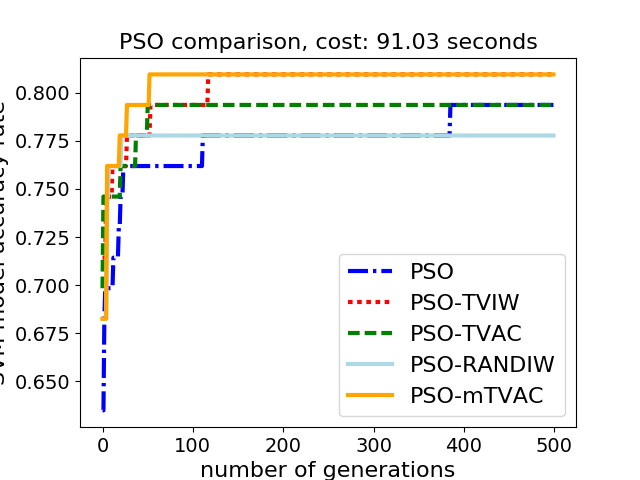 PSO comparison, cost: 91.03 seconds
0.800
0.775
0.750
0.725
0.700
0.675
0.650
0 100 200 300 400 500
number of generations
PSO
PSO-TVIW
PSO-TVAC
PSO-RANDIW
PSO-mTVAC